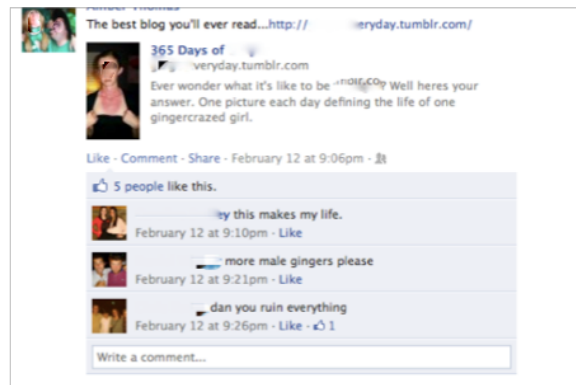 The best blog you'll ever read...http:// eryday.tumblr.com/
365 Days of
veryday.tumblr.com
Ever wonder what it's like to be ? Well heres your
answer. One picture each day defining the life of one
gingercrazed girl.
Like · Comment · Share · February 12 at 9:06pm ·
5 people like this.
ey this makes my life.
February 12 at 9:10pm · Like
more male gingers please
February 12 at 9:21pm · Like
dan you ruin everything
February 12 at 9:26pm · Like · 1
Write a comment...